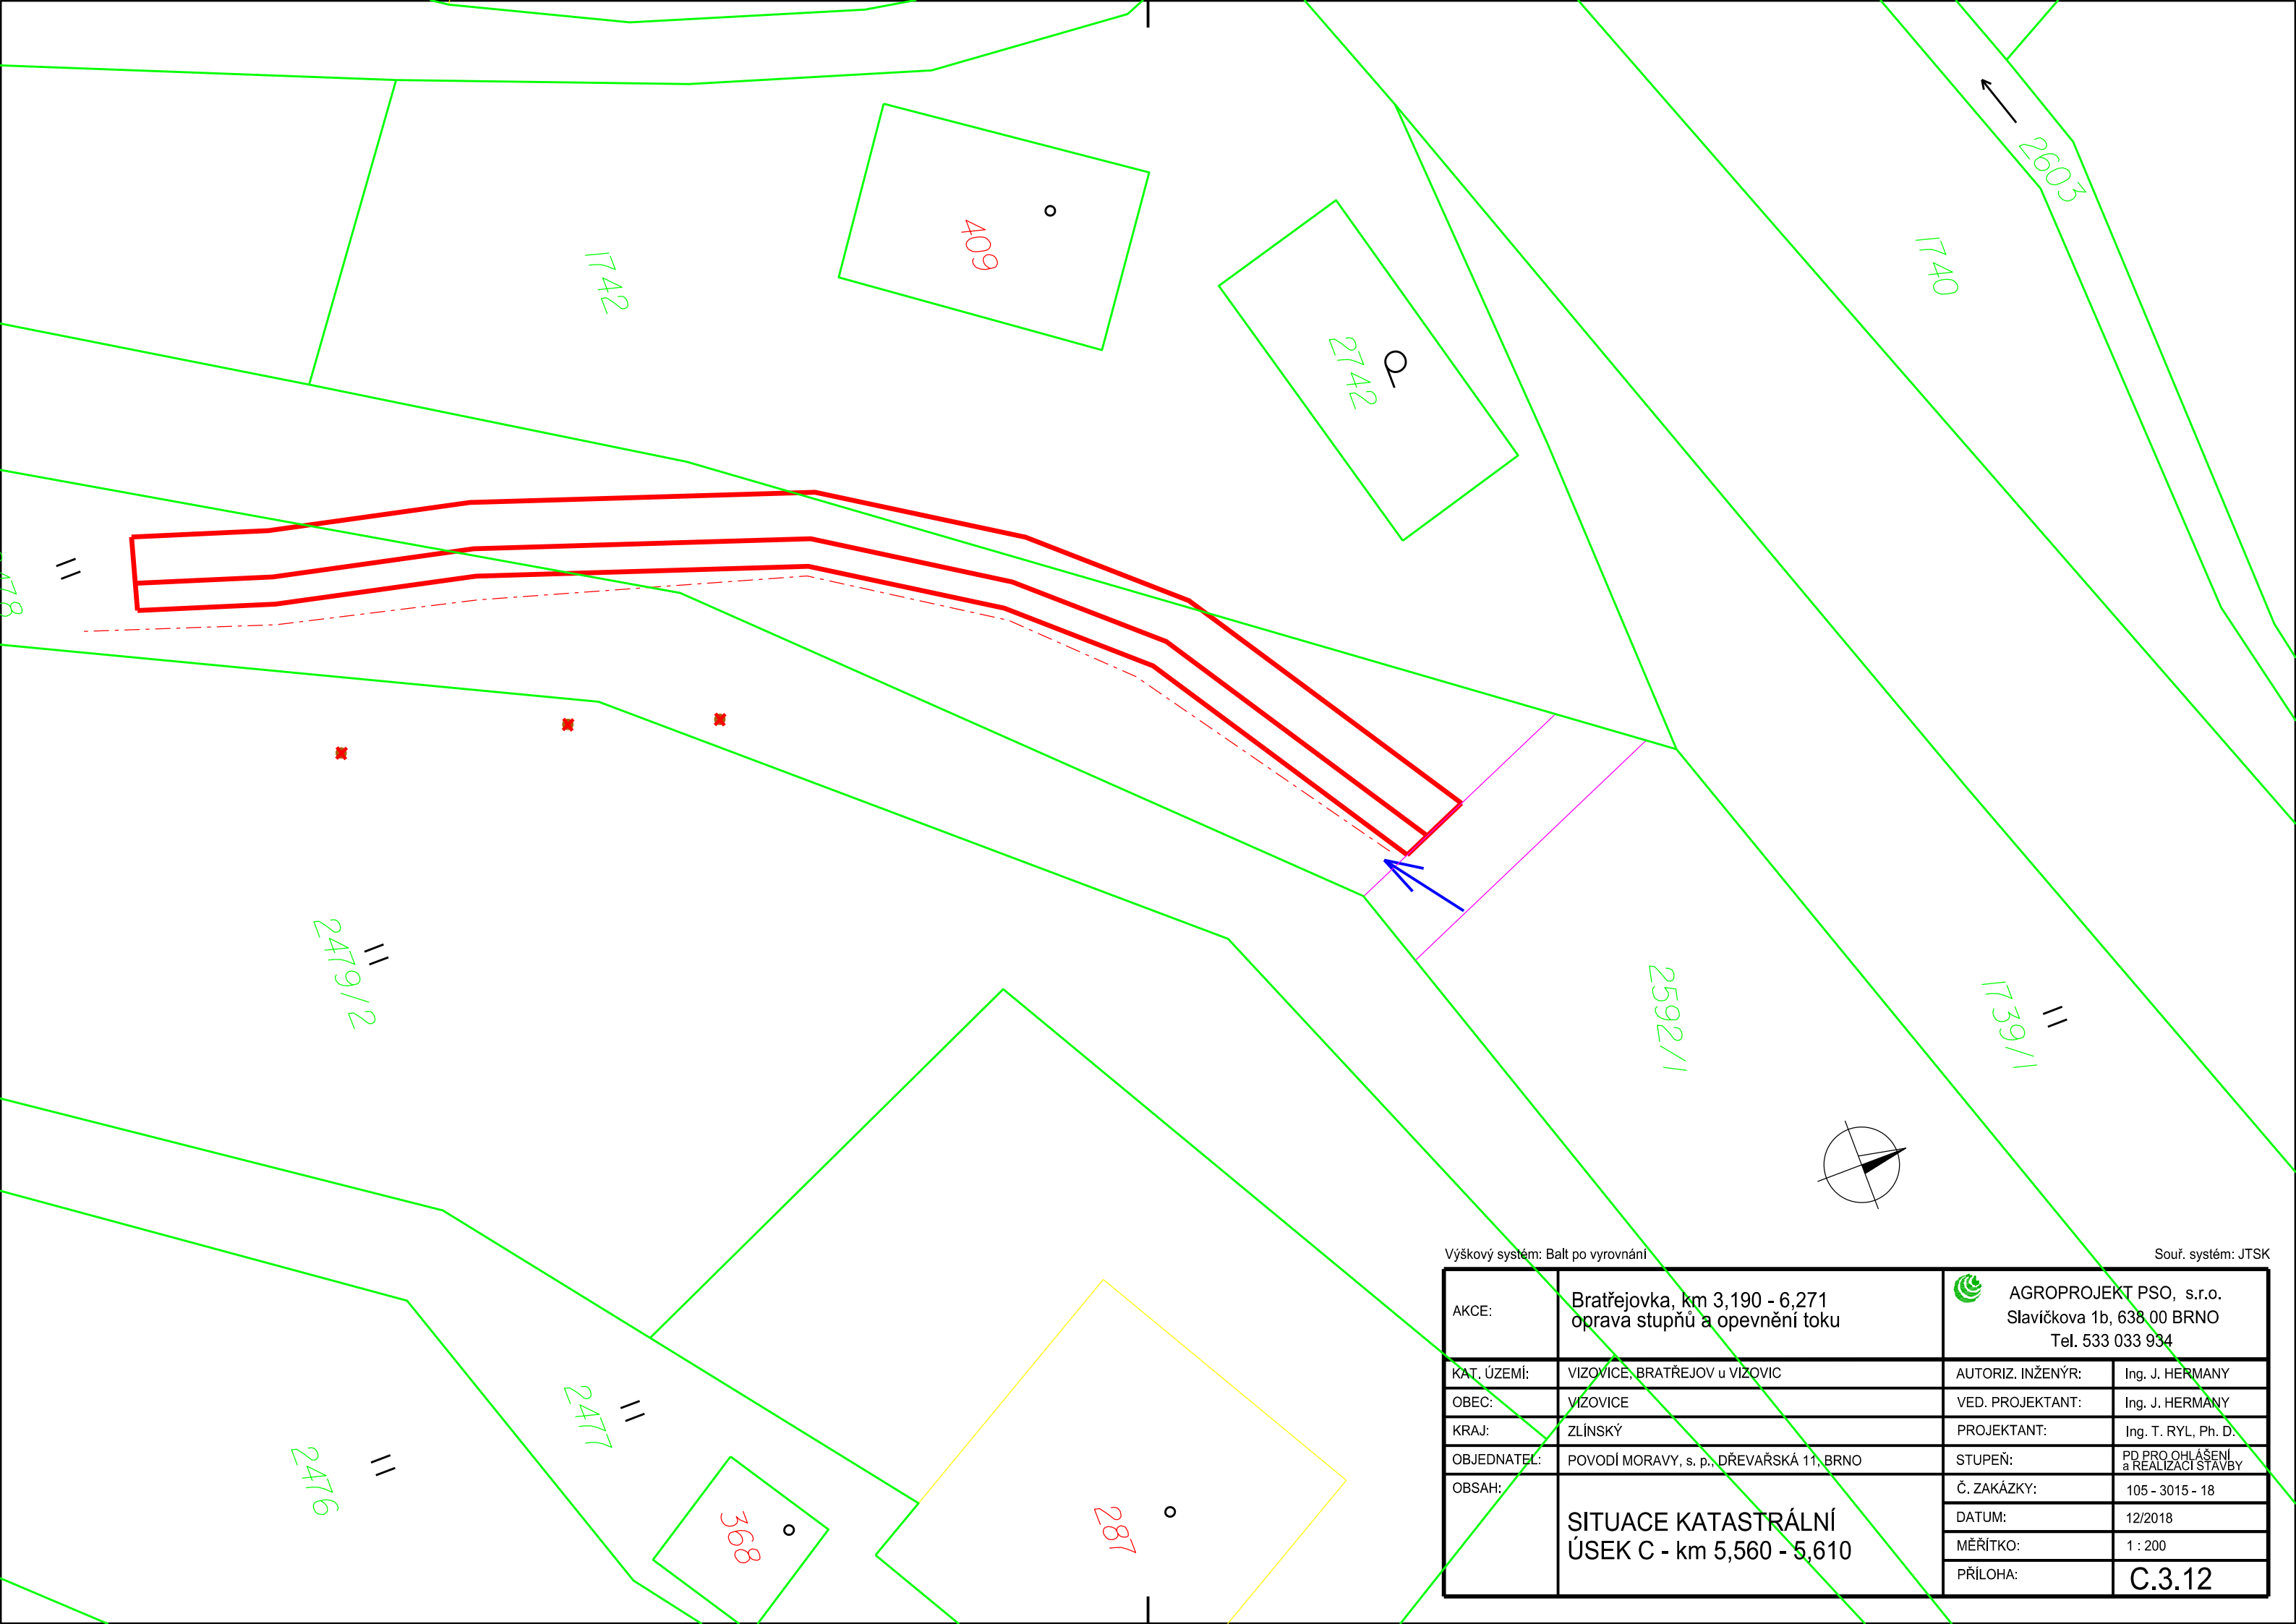 2603
1740
409
1742
2742
478
2479/2
2592/1
1739/1
2477
2476
368
287
Výškový systém: Balt po vyrovnání
Souř. systém: JTSK
AKCE:
Bratřejovka, km 3,190 - 6,271
oprava stupňů a opevnění toku
AGROPROJEKT PSO, s.r.o.
Slavíčkova 1b, 638 00 BRNO
Tel. 533 033 934
KAT. ÚZEMÍ: VIZOVICE, BRATŘEJOV u VIZOVIC
AUTORIZ. INŽENÝR: Ing. J. HERMANY
OBEC: VIZOVICE
VED. PROJEKTANT: Ing. J. HERMANY
KRAJ: ZLÍNSKÝ
PROJEKTANT: Ing. T. RYL, Ph. D.
OBJEDNATEL: POVODÍ MORAVY, s. p., DŘEVAŘSKÁ 11, BRNO
STUPEŇ: PD PRO OHLÁŠENÍ
a REALIZACI STAVBY
OBSAH:
SITUACE KATASTRÁLNÍ
ÚSEK C - km 5,560 - 5,610
Č. ZAKÁZKY: 105 - 3015 - 18
DATUM: 12/2018
MĚŘÍTKO: 1 : 200
PŘÍLOHA: C.3.12